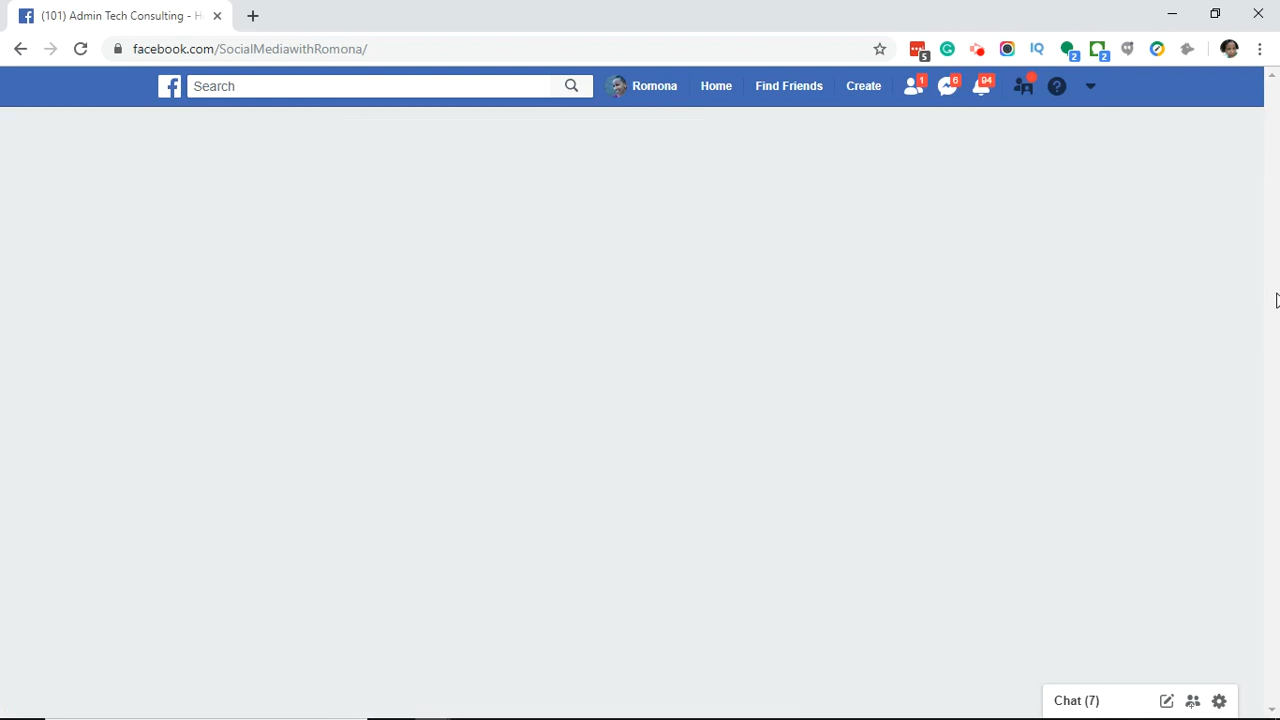 (101) Admin Tech Consulting - H
facebook.com/SocialMediawithRomona/
5
IQ
2
2
Search
Romona
Home
Find Friends
Create
1
6
94
Chat (7)